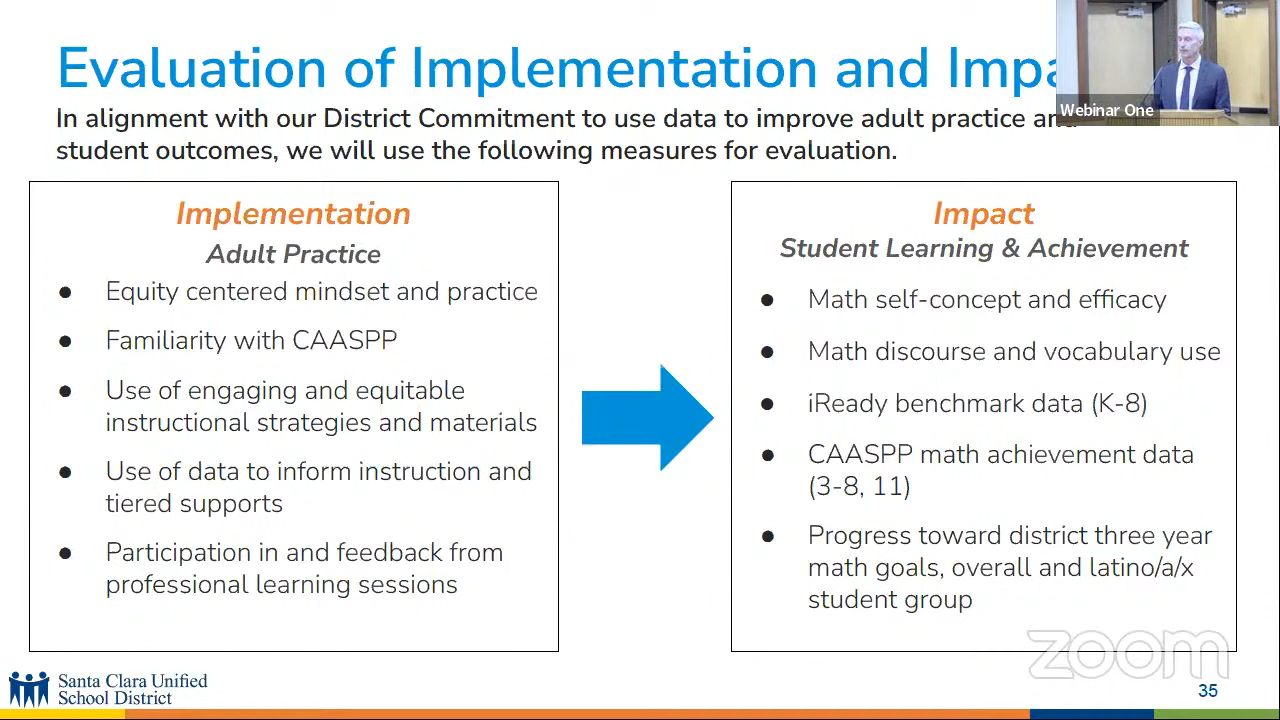 Evaluation of Implementation and Impa
Webinar One
In alignment with our District Commitment to use data to improve adult practice and
student outcomes, we will use the following measures for evaluation.
Implementation
Adult Practice
● Equity centered mindset and practice
● Familiarity with CAASPP
● Use of engaging and equitable
instructional strategies and materials
● Use of data to inform instruction and
tiered supports
● Participation in and feedback from
professional learning sessions
Impact
Student Learning & Achievement
● Math self-concept and efficacy
● Math discourse and vocabulary use
● iReady benchmark data (K-8)
● CAASPP math achievement data
(3-8, 11)
● Progress toward district three year
math goals, overall and latino/a/x
student group
zoom
Santa Clara Unified
School District
35